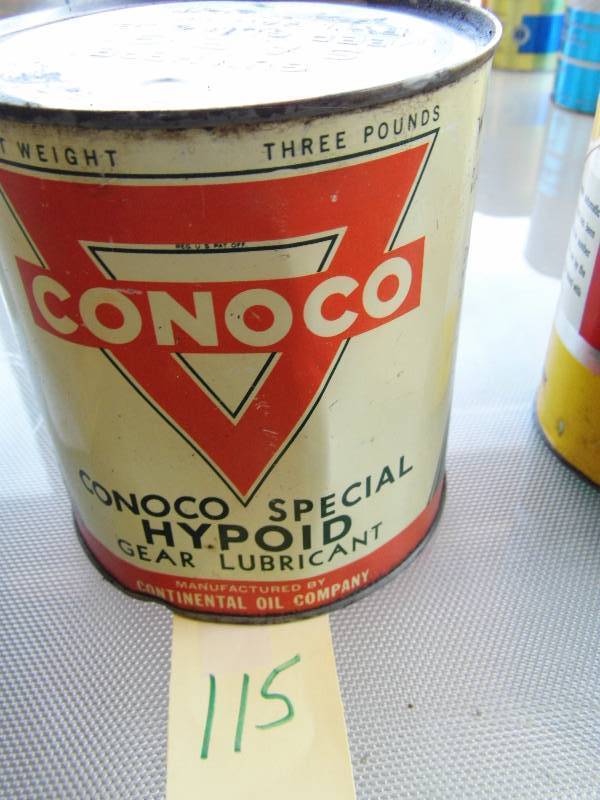 T WEIGHT THREE POUNDS
REG. U.S. PAT. OFF.
CONOCO
CONOCO SPECIAL
HYPOID
GEAR LUBRICANT
MANUFACTURED BY
CONTINENTAL OIL COMPANY
115